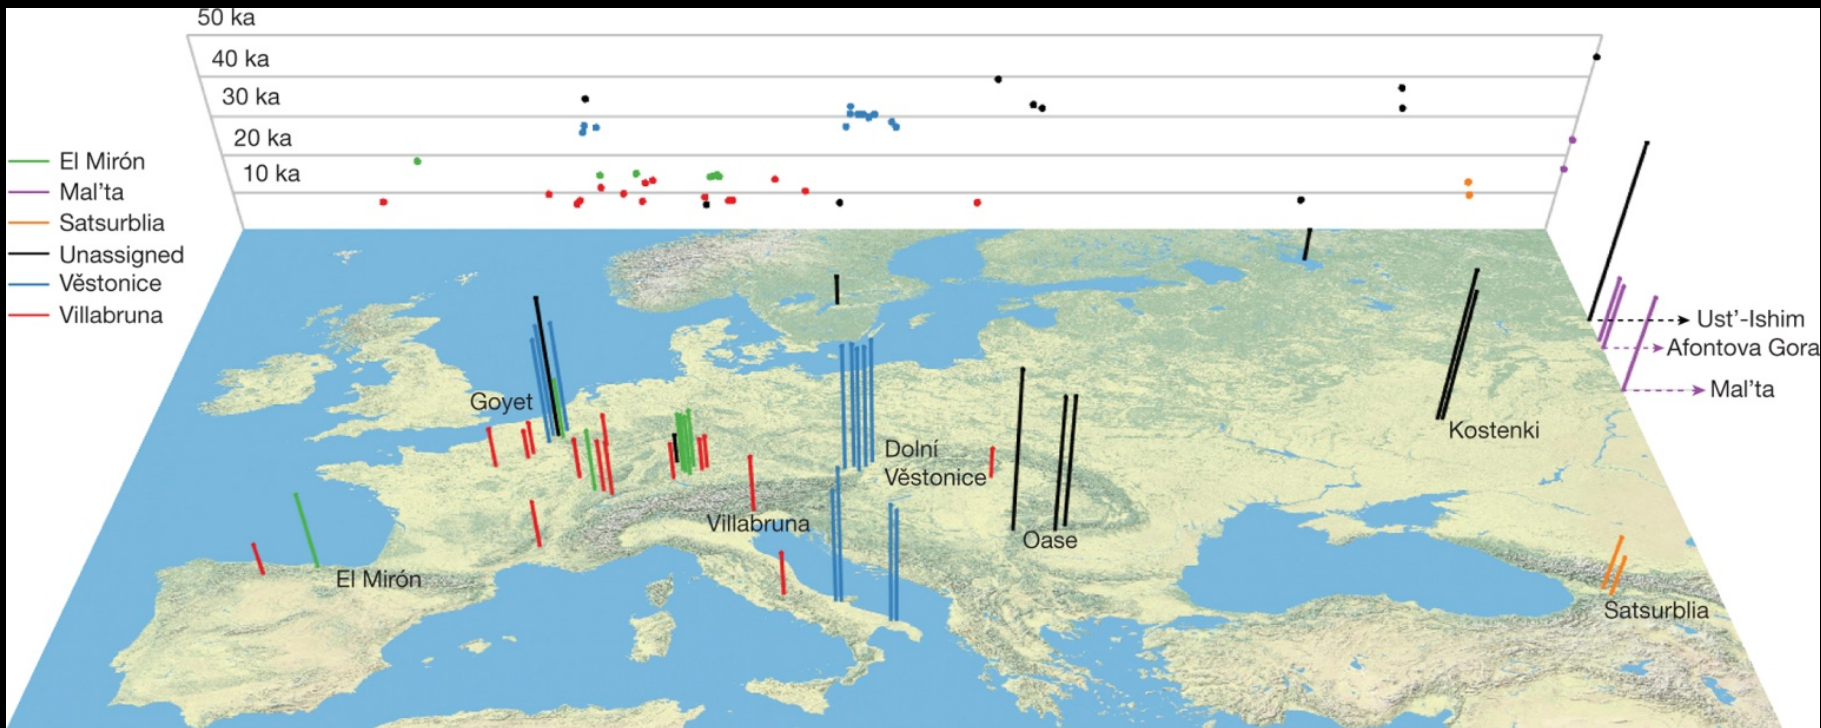 50 ka
40 ka
30 ka
20 ka
10 ka
El Mirón
Mal'ta
Satsurblia
Unassigned
Věstonice
Villabruna
Ust'-Ishim
Afontova Gora
Mal'ta
Goyet
Kostenki
Dolní
Věstonice
Villabruna
Oase
El Mirón
Satsurblia